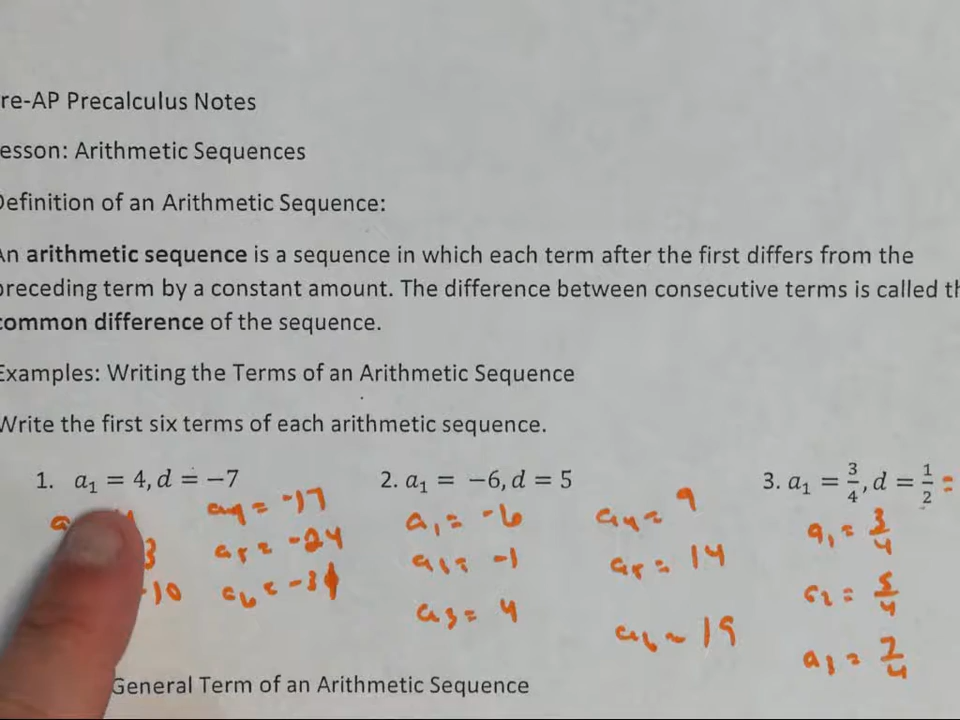 re-AP Precalculus Notes
esson: Arithmetic Sequences
Definition of an Arithmetic Sequence:
An arithmetic sequence is a sequence in which each term after the first differs from the
preceding term by a constant amount. The difference between consecutive terms is called th
common difference of the sequence.
Examples: Writing the Terms of an Arithmetic Sequence
Write the first six terms of each arithmetic sequence.
1. a₁ = 4, d = −7 2. a₁ = −6, d = 5 3. a₁ = 3/4, d = 1/2 =
a₄ = -17 a₁ = -6 a₄ = 9 a₁ = 3/4
3 a₅ = -24 -1 a₅ = 14 a₂ = 5/4
-10 a₆ = -31 a₃ = 4 a₆ = 19 a₃ = 7/4
General Term of an Arithmetic Sequence